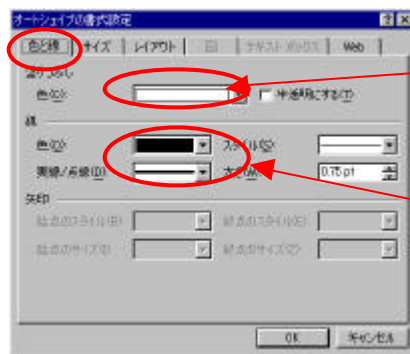 オートシェイプの書式設定
色と線 サイズ レイアウト 図 テキスト ボックス Web
塗りつぶし
色(C): 半透明にする(T)
線
色(O): スタイル(S):
実線/点線(D): 太さ(W): 0.75 pt
矢印
始点のスタイル(B): 終点のスタイル(E):
始点のサイズ(I): 終点のサイズ(Z):
OK キャンセル